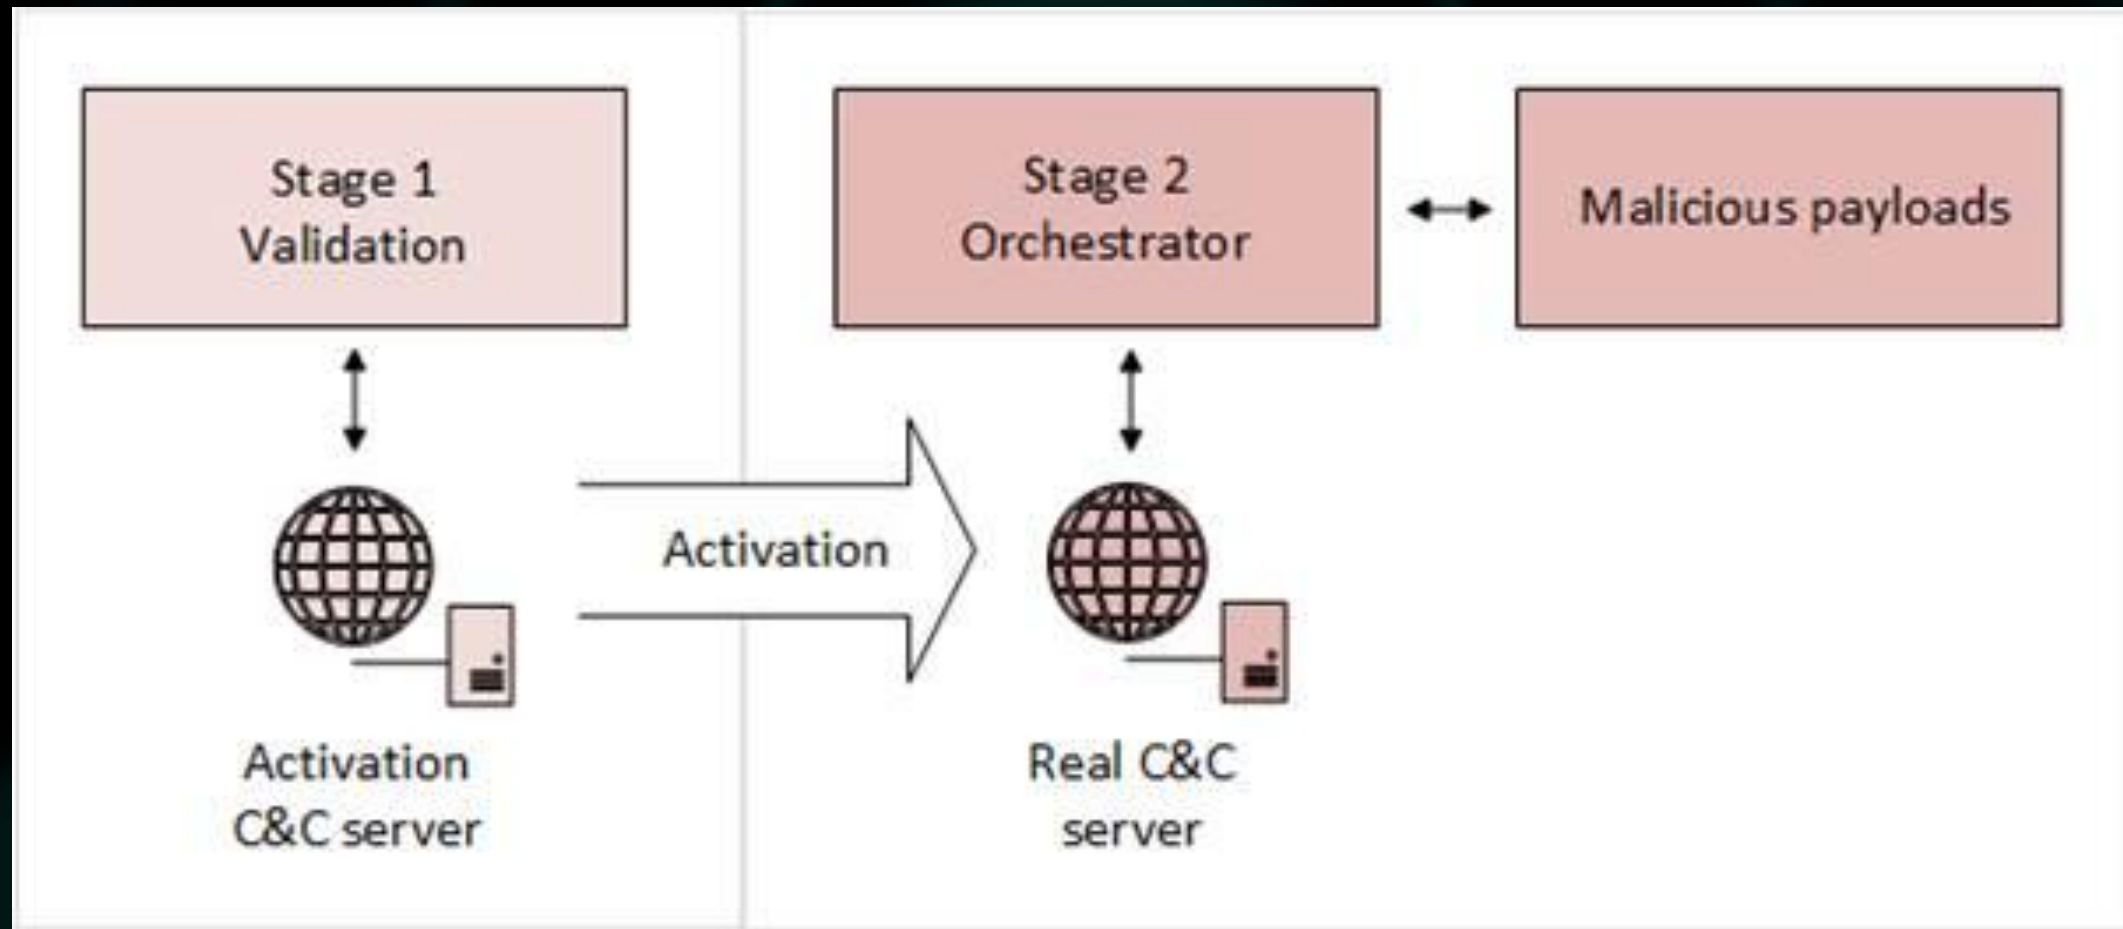 Stage 1
Validation
Stage 2
Orchestrator
Malicious payloads
Activation
Activation
C&C server
Real C&C
server